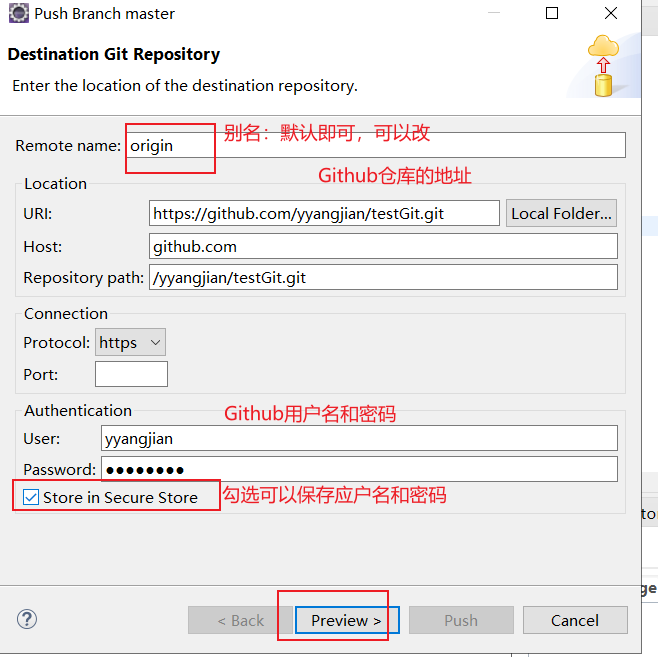 Push Branch master
Destination Git Repository
Enter the location of the destination repository.
Remote name: origin
别名：默认即可，可以改
Github仓库的地址
Location
URI: https://github.com/yyangjian/testGit.git Local Folder...
Host: github.com
Repository path: /yyangjian/testGit.git
Connection
Protocol: https
Port:
Authentication
Github用户名和密码
User: yyangjian
Password: ●●●●●●●●
Store in Secure Store 勾选可以保存应户名和密码
< Back Preview > Push Cancel